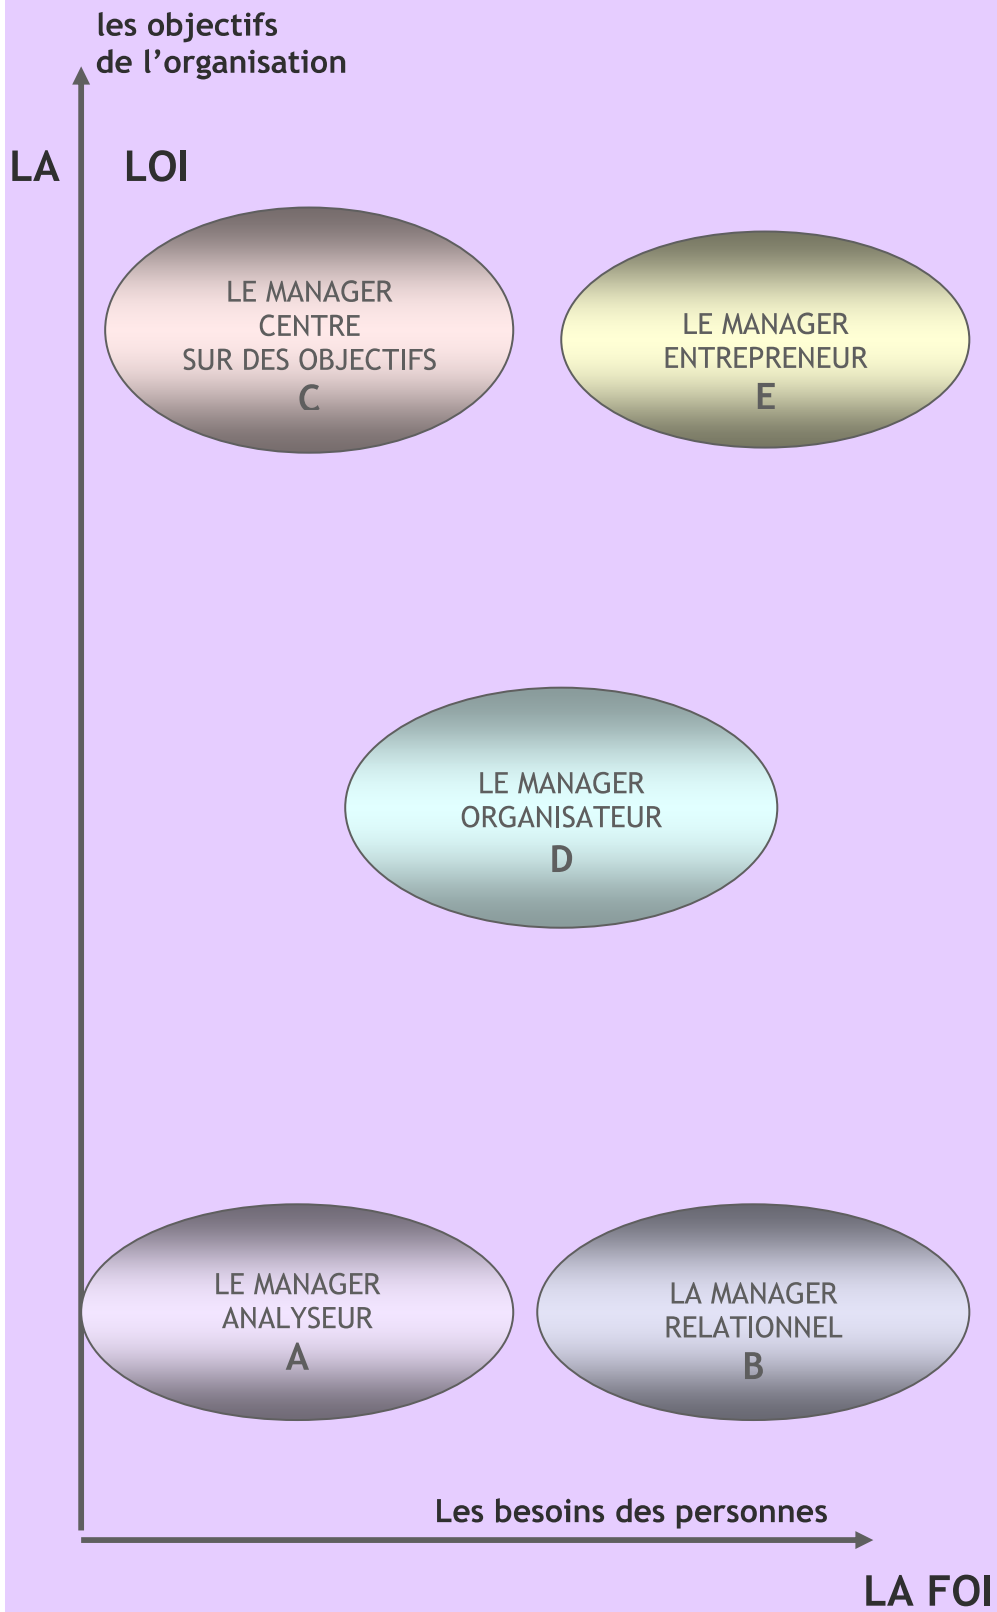 les objectifs
de l’organisation
LA LOI
LE MANAGER
CENTRE
SUR DES OBJECTIFS
C
LE MANAGER
ENTREPRENEUR
E
LE MANAGER
ORGANISATEUR
D
LE MANAGER
ANALYSEUR
A
LA MANAGER
RELATIONNEL
B
Les besoins des personnes
LA FOI